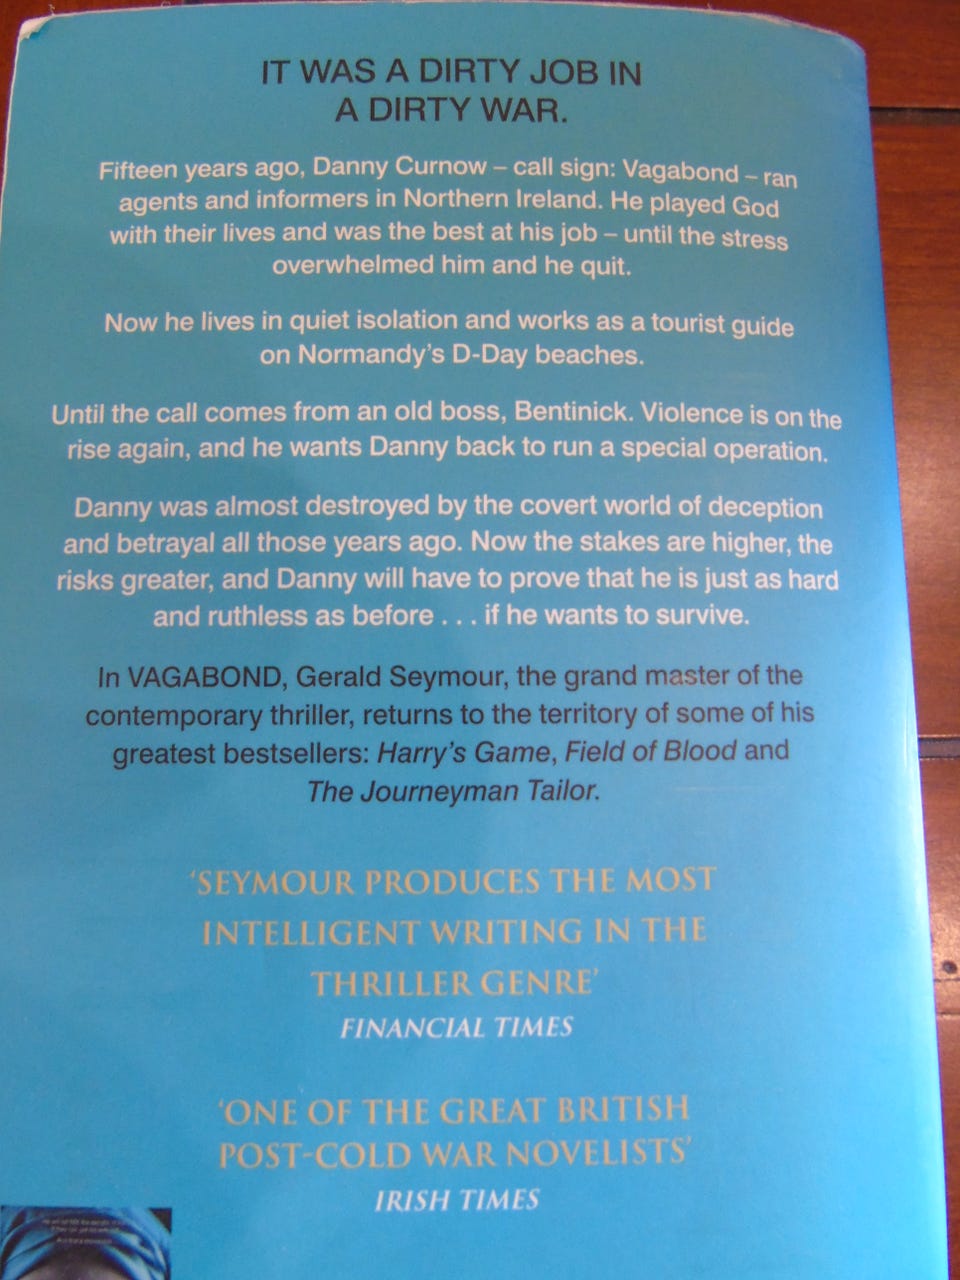 IT WAS A DIRTY JOB IN
A DIRTY WAR.
Fifteen years ago, Danny Curnow – call sign: Vagabond – ran
agents and informers in Northern Ireland. He played God
with their lives and was the best at his job – until the stress
overwhelmed him and he quit.
Now he lives in quiet isolation and works as a tourist guide
on Normandy's D-Day beaches.
Until the call comes from an old boss, Bentinick. Violence is on the
rise again, and he wants Danny back to run a special operation.
Danny was almost destroyed by the covert world of deception
and betrayal all those years ago. Now the stakes are higher, the
risks greater, and Danny will have to prove that he is just as hard
and ruthless as before . . . if he wants to survive.
In VAGABOND, Gerald Seymour, the grand master of the
contemporary thriller, returns to the territory of some of his
greatest bestsellers: Harry's Game, Field of Blood and
The Journeyman Tailor.
'SEYMOUR PRODUCES THE MOST
INTELLIGENT WRITING IN THE
THRILLER GENRE'
FINANCIAL TIMES
'ONE OF THE GREAT BRITISH
POST-COLD WAR NOVELISTS'
IRISH TIMES